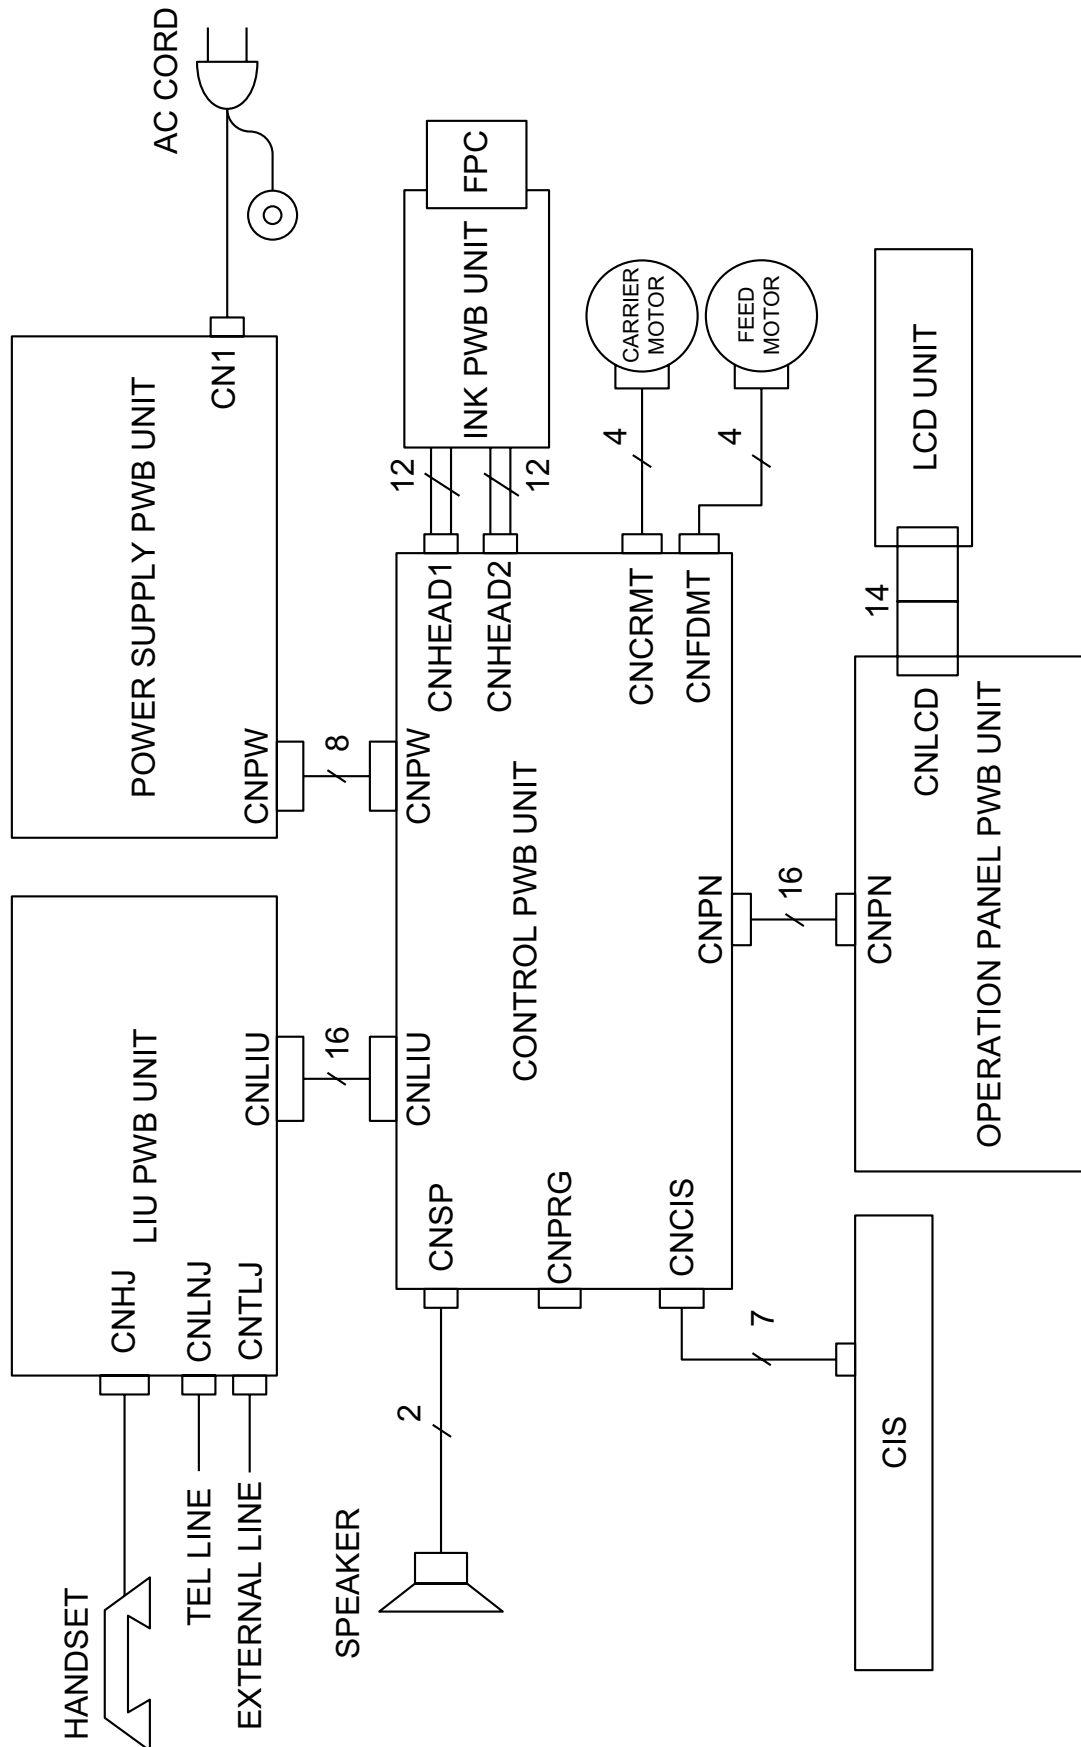 HANDSET
TEL LINE
EXTERNAL LINE
CNHJ
CNLNJ
CNTLJ
LIU PWB UNIT
CNLIU
16
CNLIU
POWER SUPPLY PWB UNIT
CNPW
8
CNPW
CN1
AC CORD
SPEAKER
2
CNSP
CNPRG
CNCIS
7
CIS
CONTROL PWB UNIT
CNHEAD1
CNHEAD2
12
12
INK PWB UNIT
FPC
CNCRMT
4
CARRIER
MOTOR
CNFDMT
4
FEED
MOTOR
CNPN
16
CNPN
OPERATION PANEL PWB UNIT
CNLCD
14
LCD UNIT